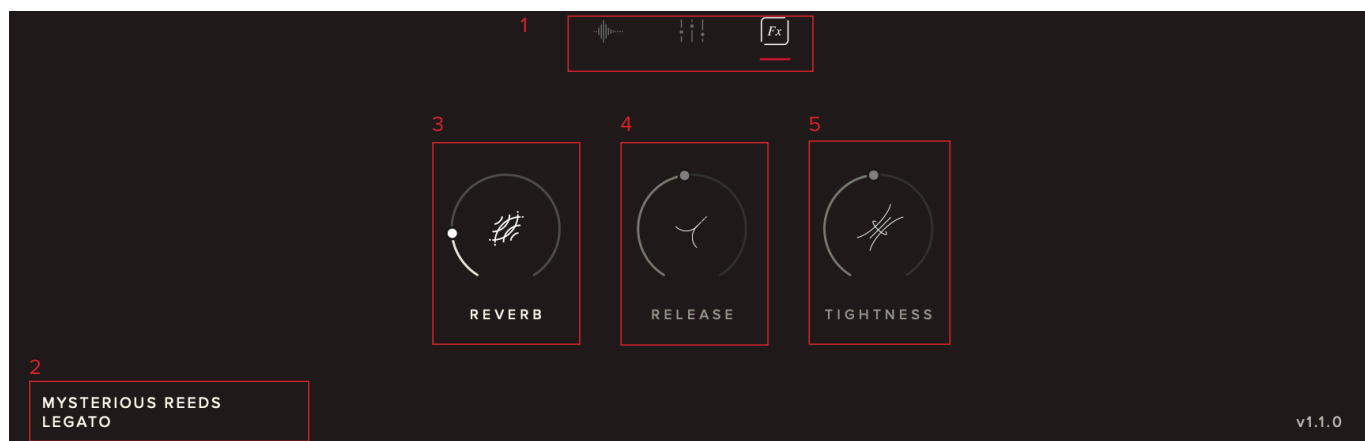 1
Fx
3
4
5
REVERB
RELEASE
TIGHTNESS
2
MYSTERIOUS REEDS
LEGATO
v1.1.0